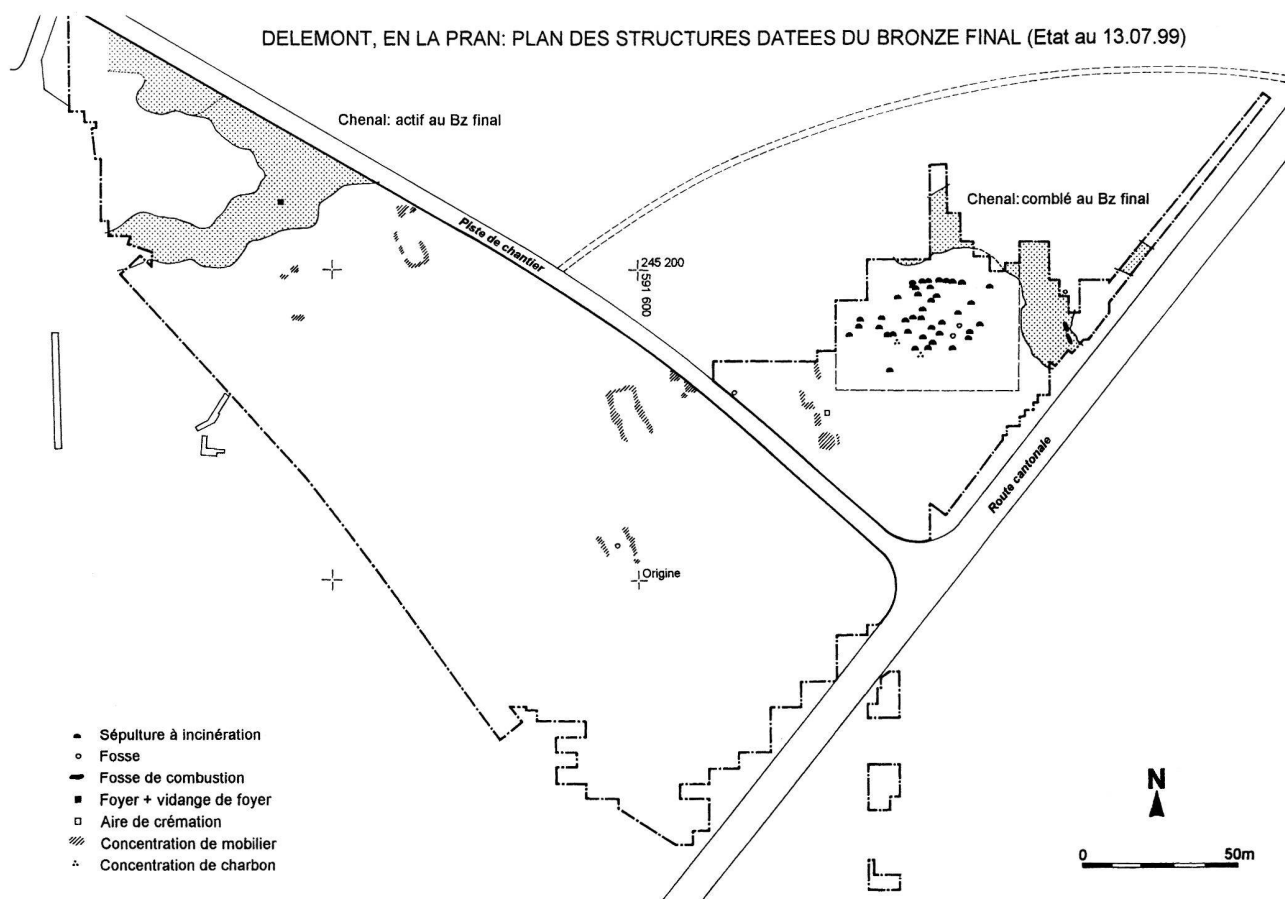 DELEMONT, EN LA PRAN: PLAN DES STRUCTURES DATEES DU BRONZE FINAL (Etat au 13.07.99)
Chenal: actif au Bz final
Chenal: comblé au Bz final
Piste de chantier
245 200
591 600
Route cantonale
Origine
Sépulture à incinération
Fosse
Fosse de combustion
Foyer + vidange de foyer
Aire de crémation
Concentration de mobilier
Concentration de charbon
N
0 50m